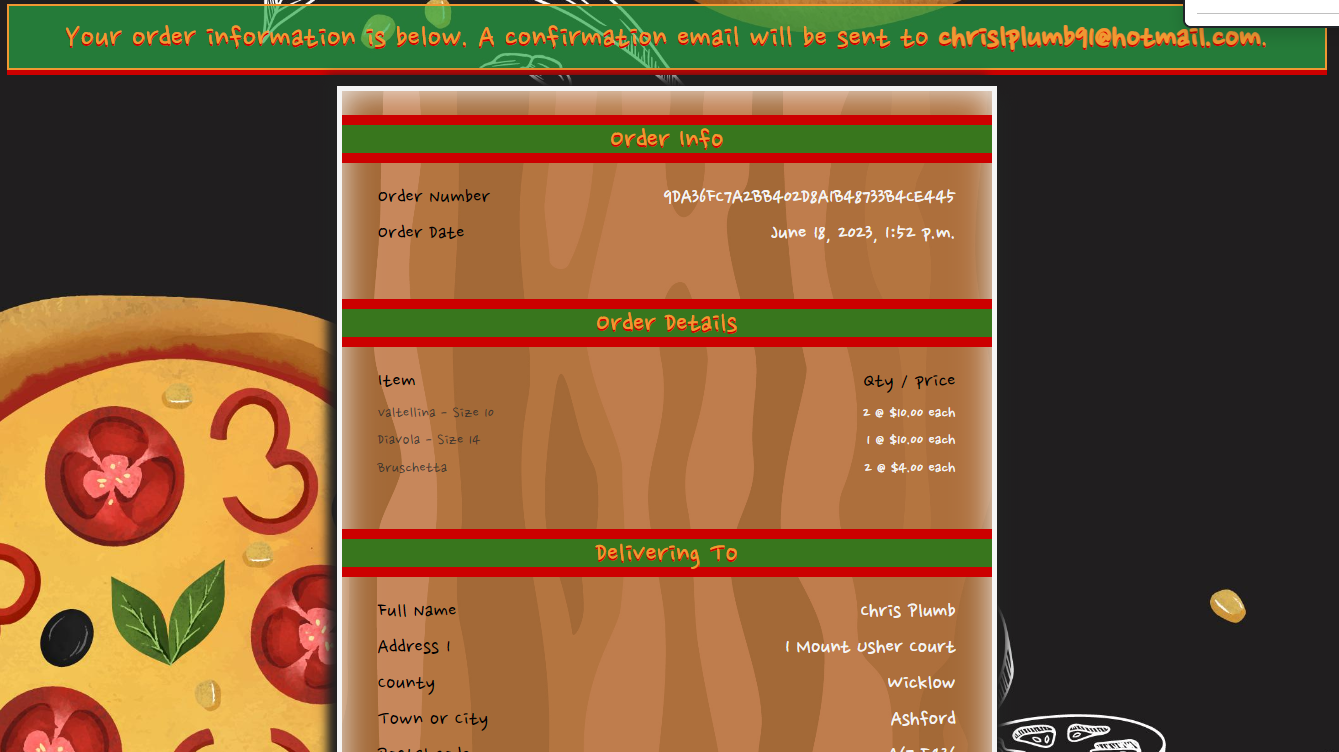 Your order information is below. A confirmation email will be sent to chris1plumb91@hotmail.com.
Order Info
Order Number 9DA36FC7A2BB402D8A1B48733B4CE445
Order Date June 18, 2023, 1:52 p.m.
Order Details
Item Qty / Price
Valtellina - Size 10 2 @ $10.00 each
Diavola - Size 14 1 @ $10.00 each
Bruschetta 2 @ $4.00 each
Delivering To
Full Name Chris Plumb
Address 1 1 Mount Usher Court
County Wicklow
Town or City Ashford